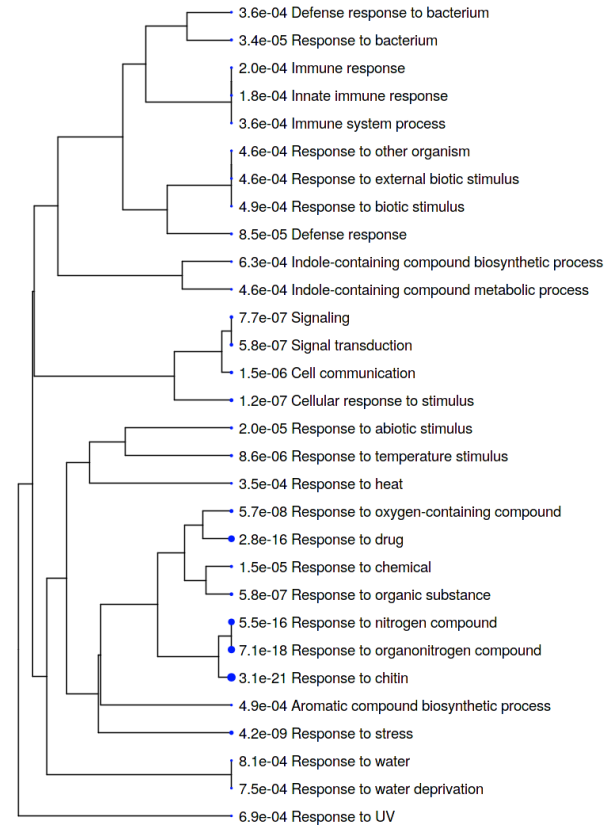 3.6e-04 Defense response to bacterium
3.4e-05 Response to bacterium
2.0e-04 Immune response
1.8e-04 Innate immune response
3.6e-04 Immune system process
4.6e-04 Response to other organism
4.6e-04 Response to external biotic stimulus
4.9e-04 Response to biotic stimulus
8.5e-05 Defense response
6.3e-04 Indole-containing compound biosynthetic process
4.6e-04 Indole-containing compound metabolic process
7.7e-07 Signaling
5.8e-07 Signal transduction
1.5e-06 Cell communication
1.2e-07 Cellular response to stimulus
2.0e-05 Response to abiotic stimulus
8.6e-06 Response to temperature stimulus
3.5e-04 Response to heat
5.7e-08 Response to oxygen-containing compound
2.8e-16 Response to drug
1.5e-05 Response to chemical
5.8e-07 Response to organic substance
5.5e-16 Response to nitrogen compound
7.1e-18 Response to organonitrogen compound
3.1e-21 Response to chitin
4.9e-04 Aromatic compound biosynthetic process
4.2e-09 Response to stress
8.1e-04 Response to water
7.5e-04 Response to water deprivation
6.9e-04 Response to UV